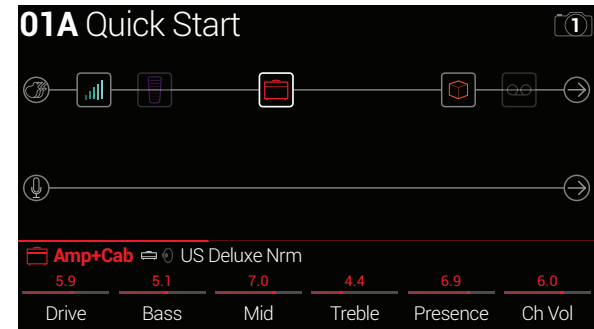 01A Quick Start
1
Amp+Cab US Deluxe Nrm
5.9 5.1 7.0 4.4 6.9 6.0
Drive Bass Mid Treble Presence Ch Vol